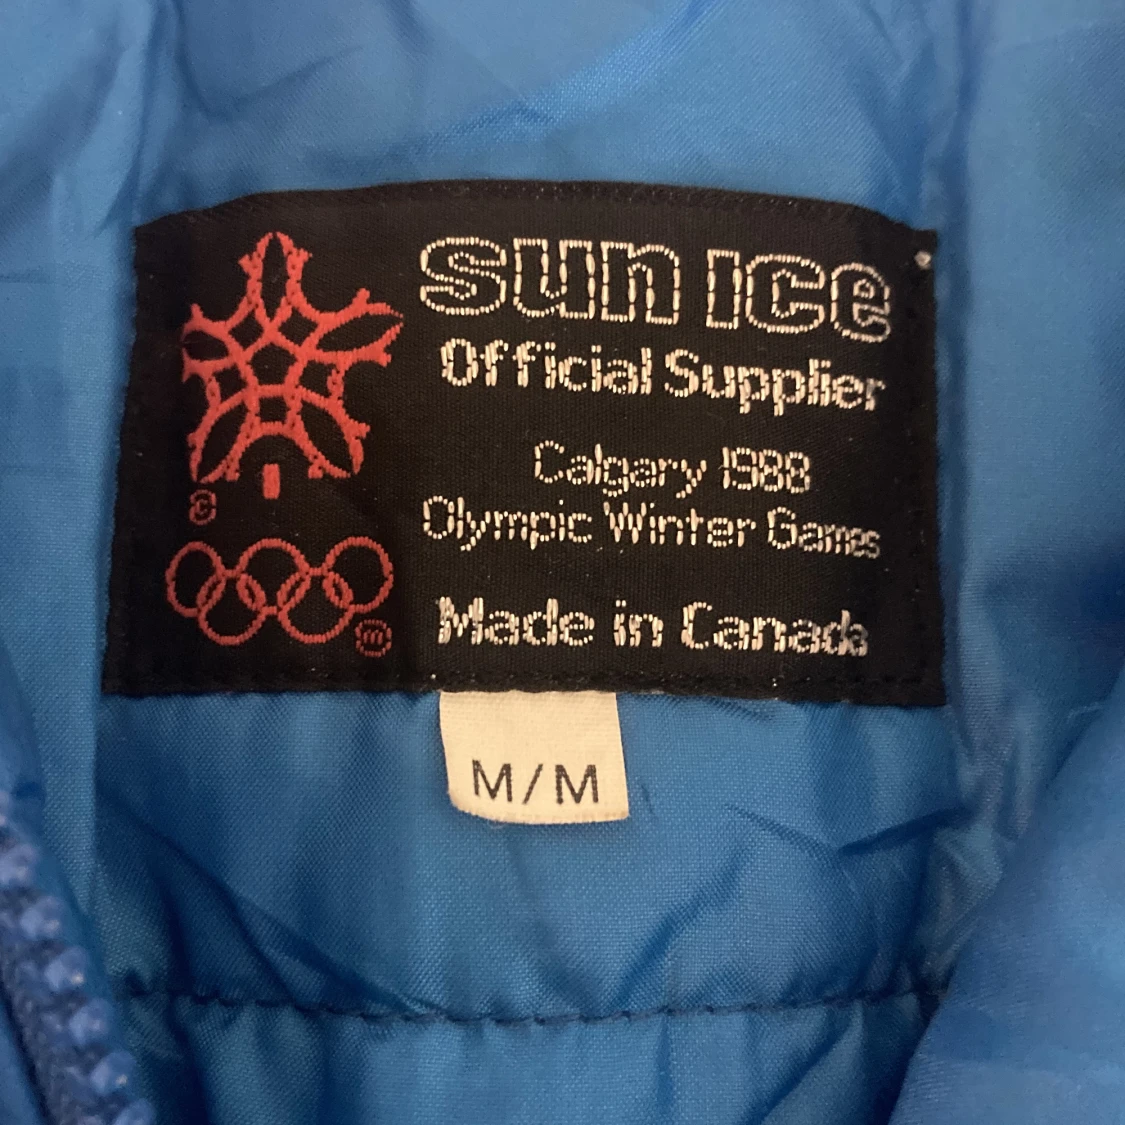 sun ice
Official Supplier
Calgary 1988
Olympic Winter Games
Made in Canada
©
m
M/M